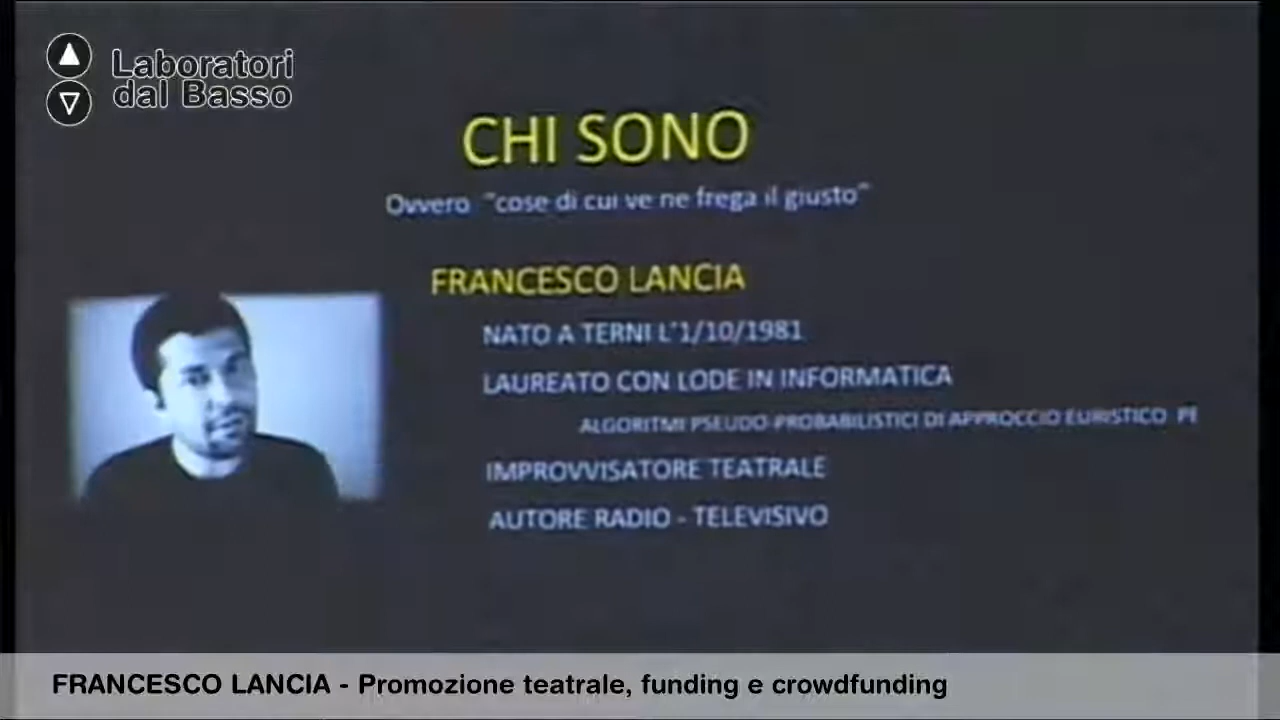 Laboratori
dal Basso
CHI SONO
Ovvero "cose di cui ve ne frega il giusto"
FRANCESCO LANCIA
NATO A TERNI L'1/10/1981
LAUREATO CON LODE IN INFORMATICA
ALGORITMI PSEUDO-PROBABILISTICI DI APPROCCIO EURISTICO PE
IMPROVVISATORE TEATRALE
AUTORE RADIO - TELEVISIVO
FRANCESCO LANCIA - Promozione teatrale, funding e crowdfunding